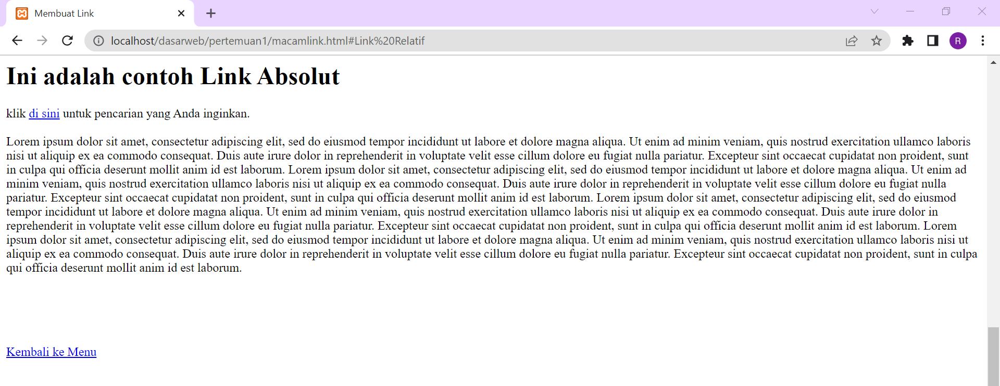 Membuat Link
localhost/dasarweb/pertemuan1/macamlink.html#Link%20Relatif
R
Ini adalah contoh Link Absolut
klik di sini untuk pencarian yang Anda inginkan.
Lorem ipsum dolor sit amet, consectetur adipiscing elit, sed do eiusmod tempor incididunt ut labore et dolore magna aliqua. Ut enim ad minim veniam, quis nostrud exercitation ullamco laboris
nisi ut aliquip ex ea commodo consequat. Duis aute irure dolor in reprehenderit in voluptate velit esse cillum dolore eu fugiat nulla pariatur. Excepteur sint occaecat cupidatat non proident, sunt
in culpa qui officia deserunt mollit anim id est laborum. Lorem ipsum dolor sit amet, consectetur adipiscing elit, sed do eiusmod tempor incididunt ut labore et dolore magna aliqua. Ut enim ad
minim veniam, quis nostrud exercitation ullamco laboris nisi ut aliquip ex ea commodo consequat. Duis aute irure dolor in reprehenderit in voluptate velit esse cillum dolore eu fugiat nulla
pariatur. Excepteur sint occaecat cupidatat non proident, sunt in culpa qui officia deserunt mollit anim id est laborum. Lorem ipsum dolor sit amet, consectetur adipiscing elit, sed do eiusmod
tempor incididunt ut labore et dolore magna aliqua. Ut enim ad minim veniam, quis nostrud exercitation ullamco laboris nisi ut aliquip ex ea commodo consequat. Duis aute irure dolor in
reprehenderit in voluptate velit esse cillum dolore eu fugiat nulla pariatur. Excepteur sint occaecat cupidatat non proident, sunt in culpa qui officia deserunt mollit anim id est laborum. Lorem
ipsum dolor sit amet, consectetur adipiscing elit, sed do eiusmod tempor incididunt ut labore et dolore magna aliqua. Ut enim ad minim veniam, quis nostrud exercitation ullamco laboris nisi ut
aliquip ex ea commodo consequat. Duis aute irure dolor in reprehenderit in voluptate velit esse cillum dolore eu fugiat nulla pariatur. Excepteur sint occaecat cupidatat non proident, sunt in culpa
qui officia deserunt mollit anim id est laborum.
Kembali ke Menu